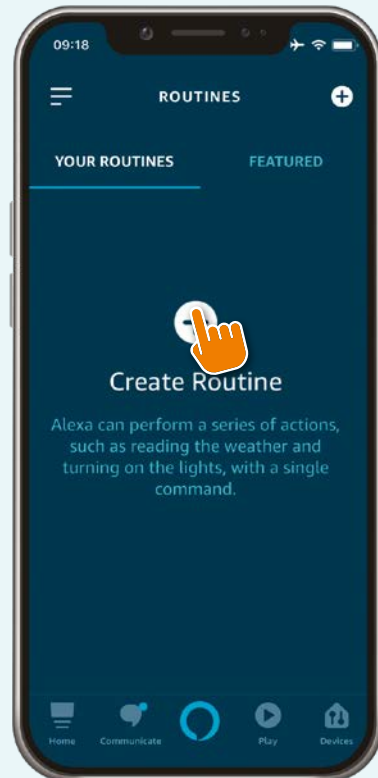 09:18
ROUTINES
YOUR ROUTINES FEATURED
Create Routine
Alexa can perform a series of actions,
such as reading the weather and
turning on the lights, with a single
command.
Home Communicate Play Devices